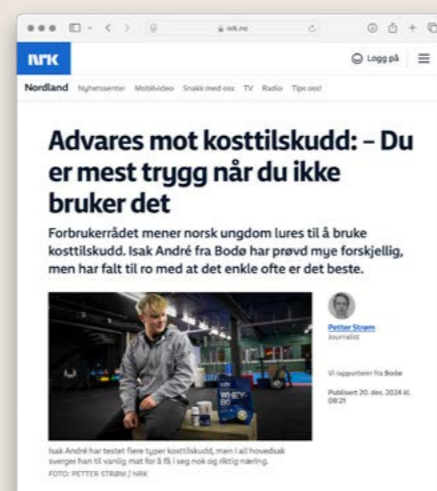 nrk.no
NRK
Logg på
Nordland Nyhetssenter Mobilvideo Snakk med oss TV Radio Tips oss!
Advares mot kosttilskudd: – Du
er mest trygg når du ikke
bruker det
Forbrukerrådet mener norsk ungdom lures til å bruke
kosttilskudd. Isak André fra Bodø har prøvd mye forskjellig,
men har falt til ro med at det enkle ofte er det beste.
WHEY-
80
Petter Strøm
Journalist
Vi rapporterer fra Bodø
Publisert 20. des. 2024 kl.
08:21
Isak André har testet flere typer kosttilskudd, men i all hovedsak
sverger han til vanlig mat for å få i seg nok og riktig næring.
FOTO: PETTER STRØM / NRK